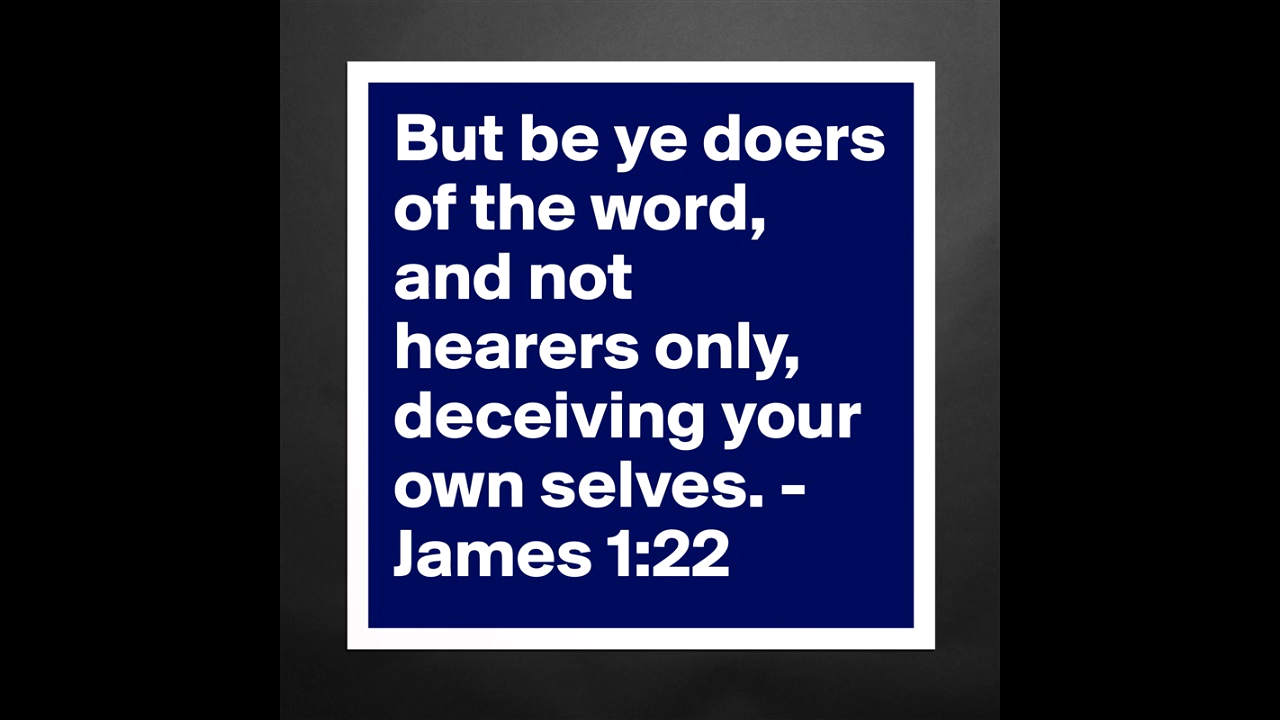 But be ye doers
of the word,
and not
hearers only,
deceiving your
own selves. -
James 1:22